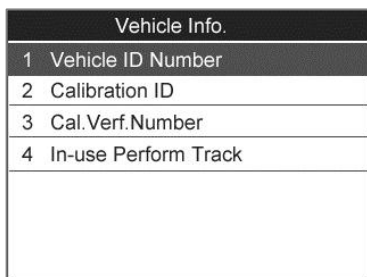 Vehicle Info.
1 Vehicle ID Number
2 Calibration ID
3 Cal.Verf.Number
4 In-use Perform Track